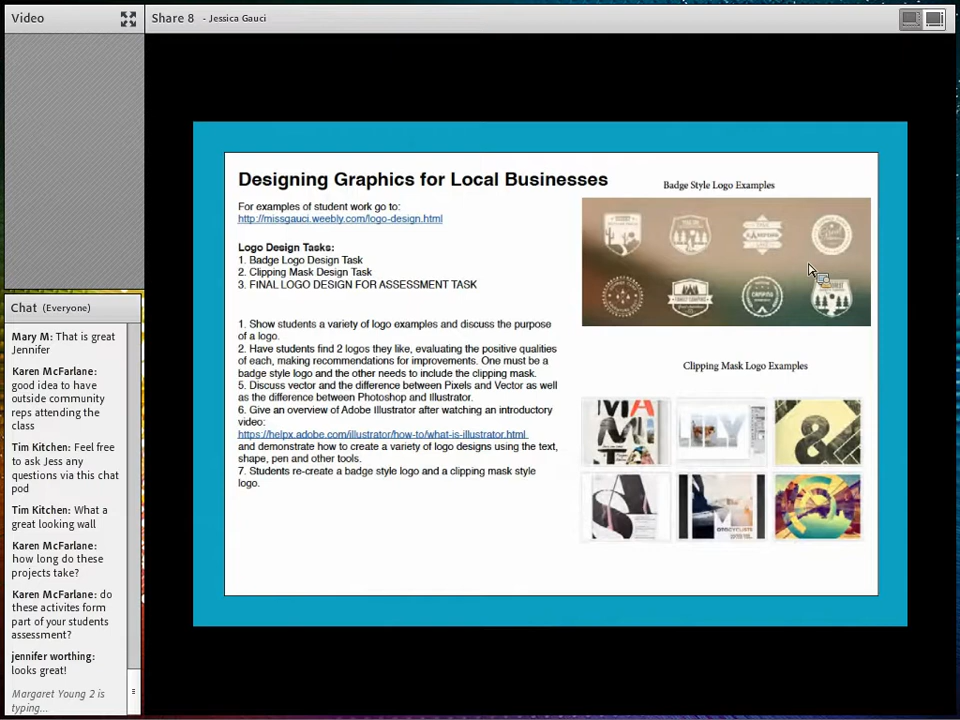 Video
Share 8 - Jessica Gauci
Designing Graphics for Local Businesses
For examples of student work go to:
http://missgauci.weebly.com/logo-design.html
Logo Design Tasks:
1. Badge Logo Design Task
2. Clipping Mask Design Task
3. FINAL LOGO DESIGN FOR ASSESSMENT TASK
1. Show students a variety of logo examples and discuss the purpose
of a logo.
2. Have students find 2 logos they like, evaluating the positive qualities
of each, making recommendations for improvements. One must be a
badge style logo and the other needs to include the clipping mask.
5. Discuss vector and the difference between Pixels and Vector as well
as the difference between Photoshop and Illustrator.
6. Give an overview of Adobe Illustrator after watching an introductory
video:
https://helpx.adobe.com/illustrator/how-to/what-is-illustrator.html
and demonstrate how to create a variety of logo designs using the text,
shape, pen and other tools.
7. Students re-create a badge style logo and a clipping mask style
logo.
Badge Style Logo Examples
CAMPING
Clipping Mask Logo Examples
MA
LILY
&
Chat (Everyone)
Mary M: That is great
Jennifer
Karen McFarlane:
good idea to have
outside community
reps attending the
class
Tim Kitchen: Feel free
to ask Jess any
questions via this chat
pod
Tim Kitchen: What a
great looking wall
Karen McFarlane:
how long do these
projects take?
Karen McFarlane: do
these activites form
part of your students
assessment?
jennifer worthing:
looks great!
Margaret Young 2 is
typing...